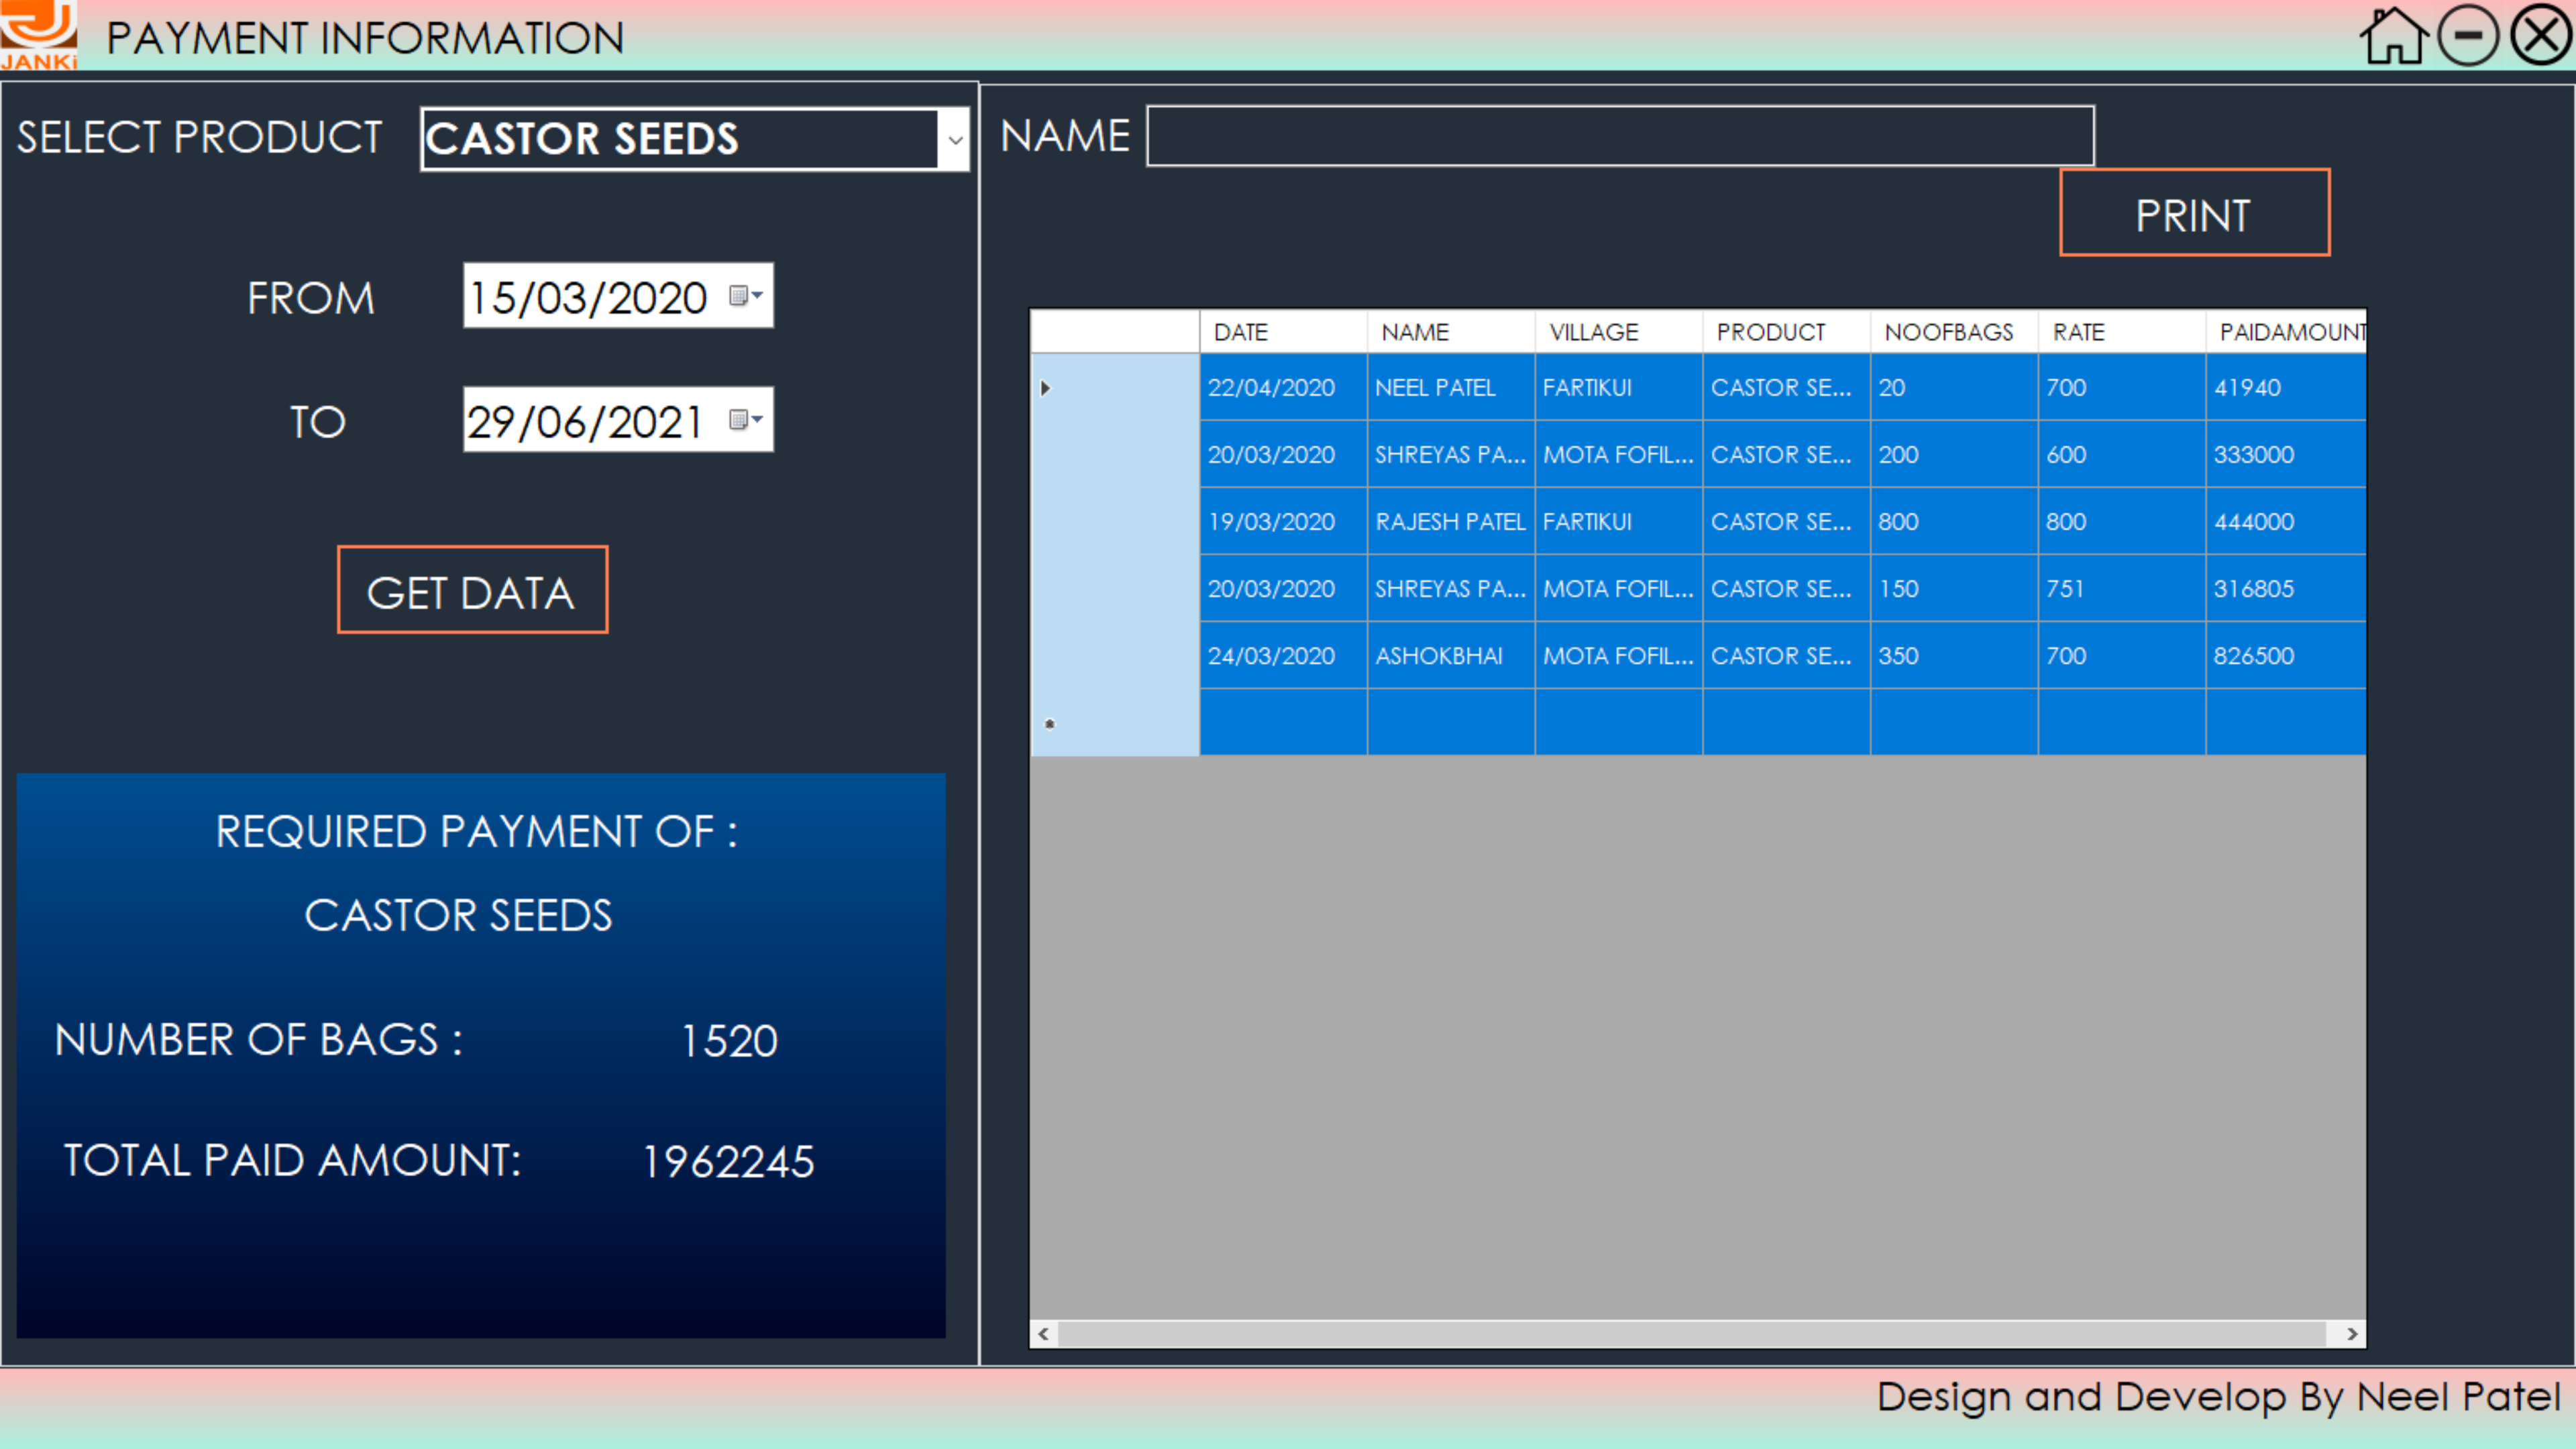 JANKi
PAYMENT INFORMATION
SELECT PRODUCT CASTOR SEEDS
FROM 15/03/2020
TO 29/06/2021
GET DATA
REQUIRED PAYMENT OF :
CASTOR SEEDS
NUMBER OF BAGS : 1520
TOTAL PAID AMOUNT: 1962245
NAME
PRINT
DATE NAME VILLAGE PRODUCT NOOFBAGS RATE PAIDAMOUNT
22/04/2020 NEEL PATEL FARTIKUI CASTOR SE... 20 700 41940
20/03/2020 SHREYAS PA... MOTA FOFIL... CASTOR SE... 200 600 333000
19/03/2020 RAJESH PATEL FARTIKUI CASTOR SE... 800 800 444000
20/03/2020 SHREYAS PA... MOTA FOFIL... CASTOR SE... 150 751 316805
24/03/2020 ASHOKBHAI MOTA FOFIL... CASTOR SE... 350 700 826500
Design and Develop By Neel Patel